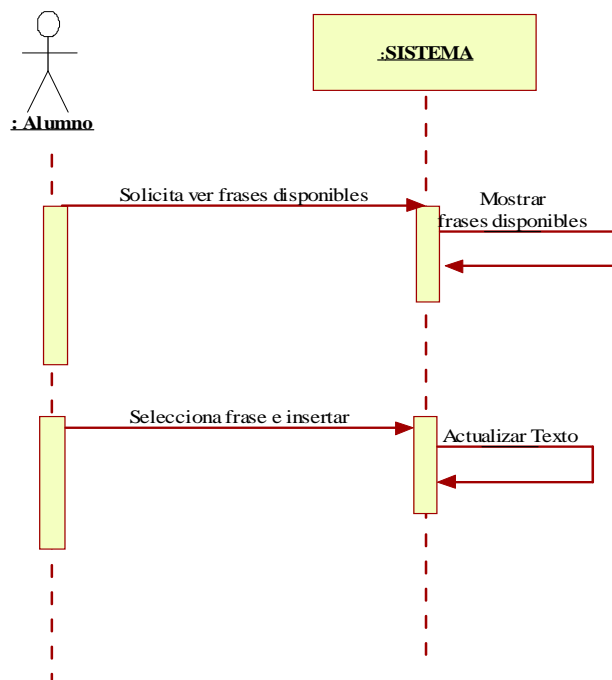 :SISTEMA
: Alumno
Solicita ver frases disponibles
Mostrar
frases disponibles
Selecciona frase e insertar
Actualizar Texto